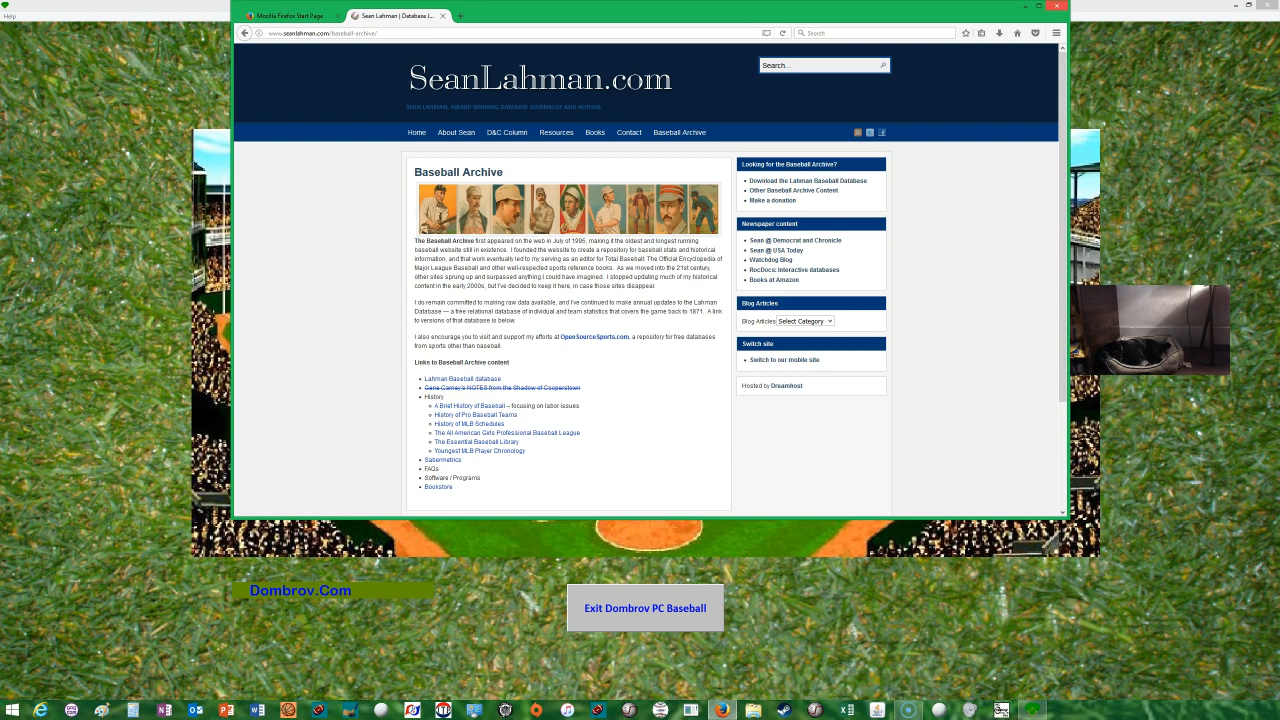 Help
Mozilla Firefox Start Page
Sean Lahman | Database J...
www.seanlahman.com/baseball-archive/
Search
Search...
SeanLahman.com
SEAN LAHMAN, AWARD WINNING DATABASE JOURNALIST AND AUTHOR.
Home About Sean D&C Column Resources Books Contact Baseball Archive
Baseball Archive
The Baseball Archive first appeared on the web in July of 1995, making it the oldest and longest running
baseball website still in existence. I founded the website to create a repository for baseball stats and historical
information, and that work eventually led to my serving as an editor for Total Baseball: The Official Encyclopedia of
Major League Baseball and other well-respected sports reference books. As we moved into the 21st century,
other sites sprung up and surpassed anything I could have imagined. I stopped updating much of my historical
content in the early 2000s, but I've decided to keep it here, in case those sites disappear.
I do remain committed to making raw data available, and I've continued to make annual updates to the Lahman
Database — a free relational database of individual and team statistics that covers the game back to 1871. A link
to versions of that database is below.
I also encourage you to visit and support my efforts at OpenSourceSports.com, a repository for free databases
from sports other than baseball.
Links to Baseball Archive content
Lahman Baseball database
Gene Carney's NOTES from the Shadow of Cooperstown
History
A Brief History of Baseball – focusing on labor issues
History of Pro Baseball Teams
History of MLB Schedules
The All American Girls Professional Baseball League
The Essential Baseball Library
Youngest MLB Player Chronology
Sabermetrics
FAQs
Software / Programs
Bookstore
Looking for the Baseball Archive?
Download the Lahman Baseball Database
Other Baseball Archive Content
Make a donation
Newspaper content
Sean @ Democrat and Chronicle
Sean @ USA Today
Watchdog Blog
RocDocs: Interactive databases
Books at Amazon
Blog Articles
Blog Articles Select Category
Switch site
Switch to our mobile site
Hosted by Dreamhost
Dombrov.Com
Exit Dombrov PC Baseball